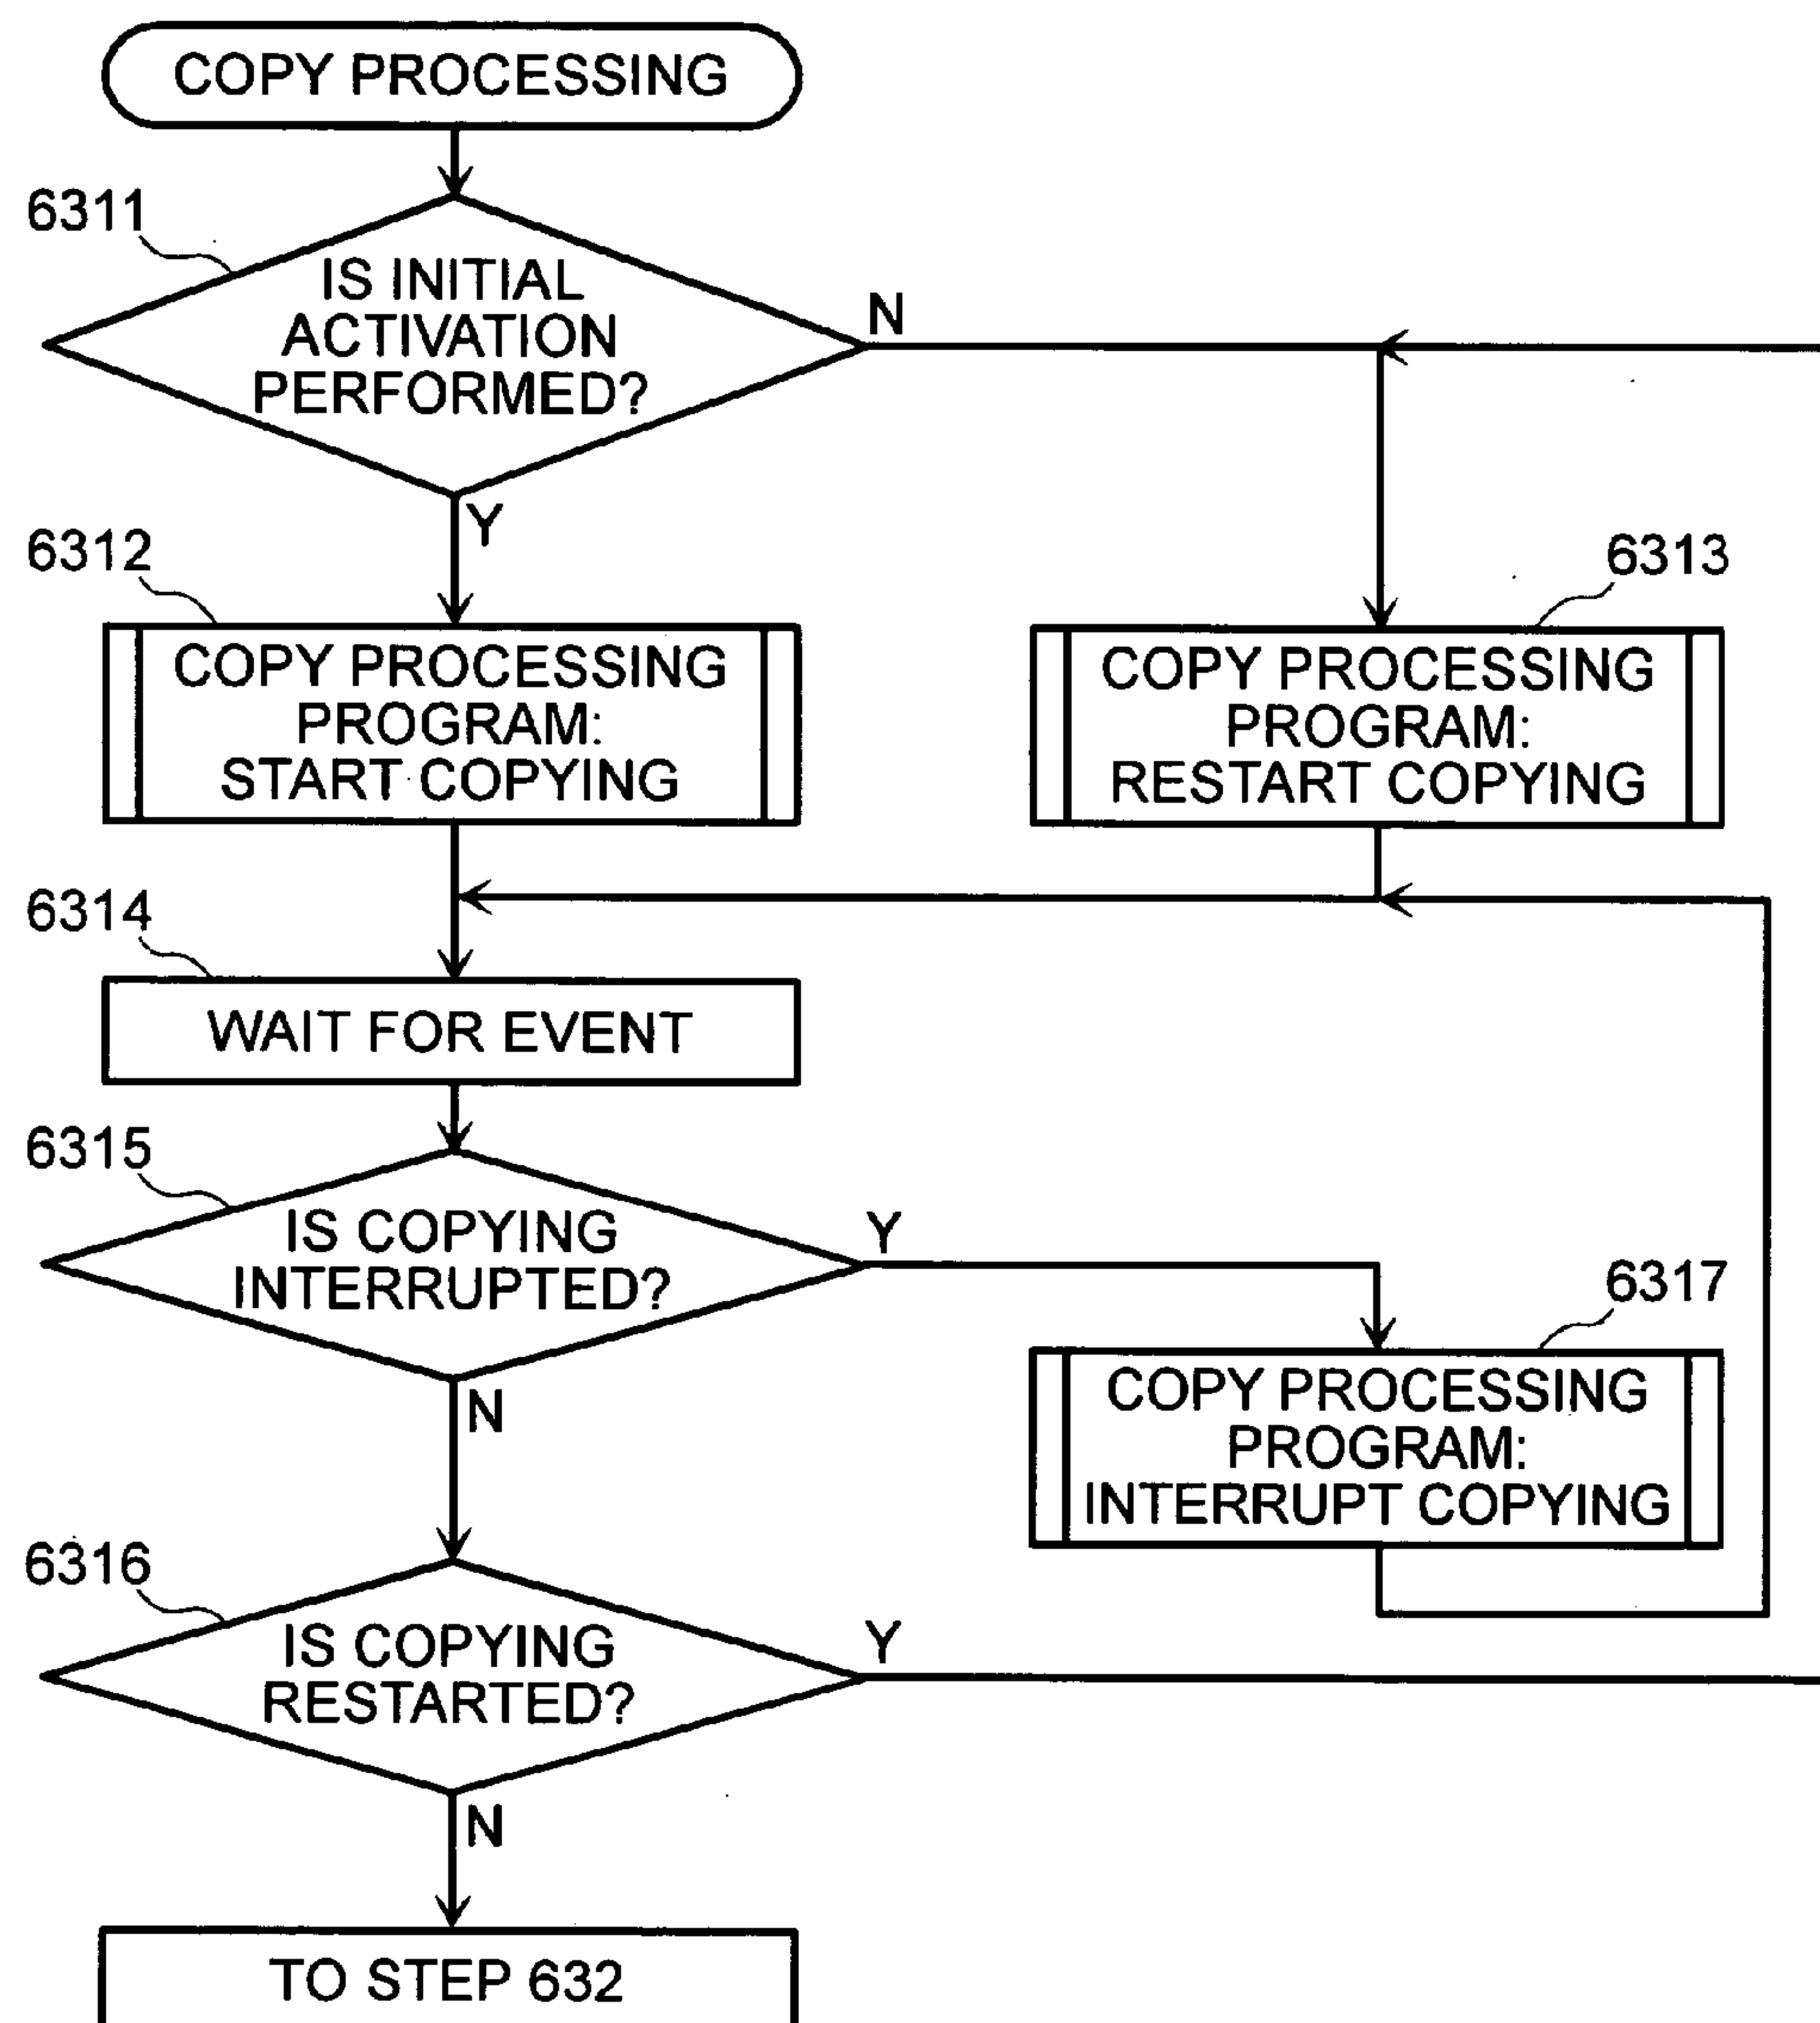 COPY PROCESSING
6311
IS INITIAL
ACTIVATION
PERFORMED?
N
Y
6312
COPY PROCESSING
PROGRAM:
START COPYING
6313
COPY PROCESSING
PROGRAM:
RESTART COPYING
6314
WAIT FOR EVENT
6315
IS COPYING
INTERRUPTED?
Y
N
6317
COPY PROCESSING
PROGRAM:
INTERRUPT COPYING
6316
IS COPYING
RESTARTED?
Y
N
TO STEP 632